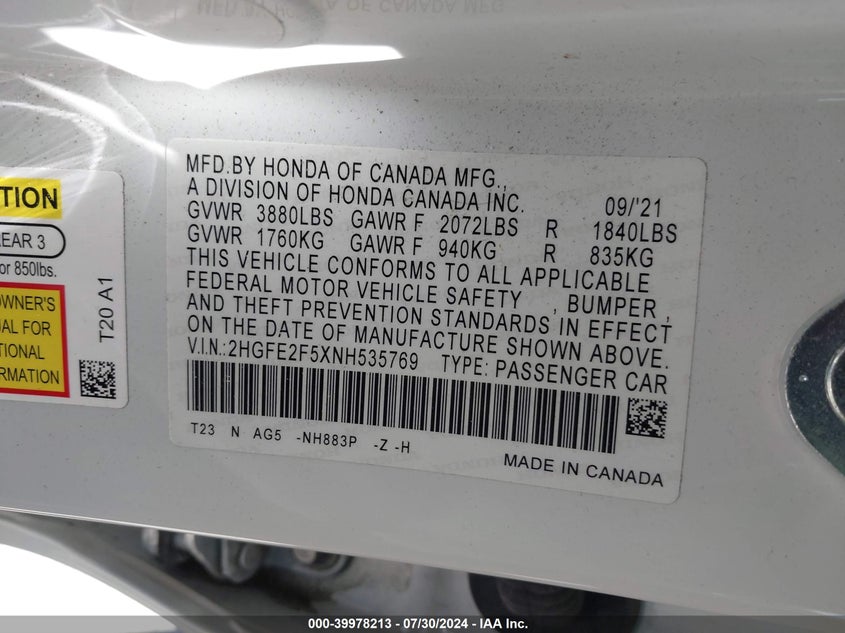 MFD.BY HONDA OF CANADA MFG.,
A DIVISION OF HONDA CANADA INC. 09/'21
GVWR 3880LBS GAWR F 2072LBS R 1840LBS
GVWR 1760KG GAWR F 940KG R 835KG
THIS VEHICLE CONFORMS TO ALL APPLICABLE
FEDERAL MOTOR VEHICLE SAFETY , BUMPER ,
AND THEFT PREVENTION STANDARDS IN EFFECT
ON THE DATE OF MANUFACTURE SHOWN ABOVE.
V.I.N.:2HGFE2F5XNH535769 TYPE: PASSENGER CAR
T23 N AG5 -NH883P -Z -H
MADE IN CANADA
TION
EAR 3
or 850lbs.
OWNER'S
UAL FOR
TIONAL
ORMATION
T20 A1
000-39978213 - 07/30/2024 - IAA Inc.